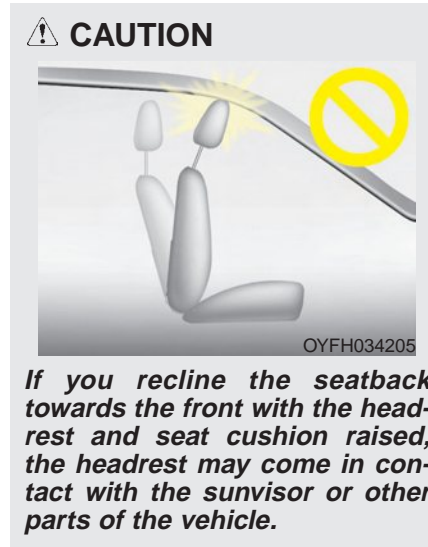 CAUTION
OYFH034205
If you recline the seatback
towards the front with the head-
rest and seat cushion raised,
the headrest may come in con-
tact with the sunvisor or other
parts of the vehicle.